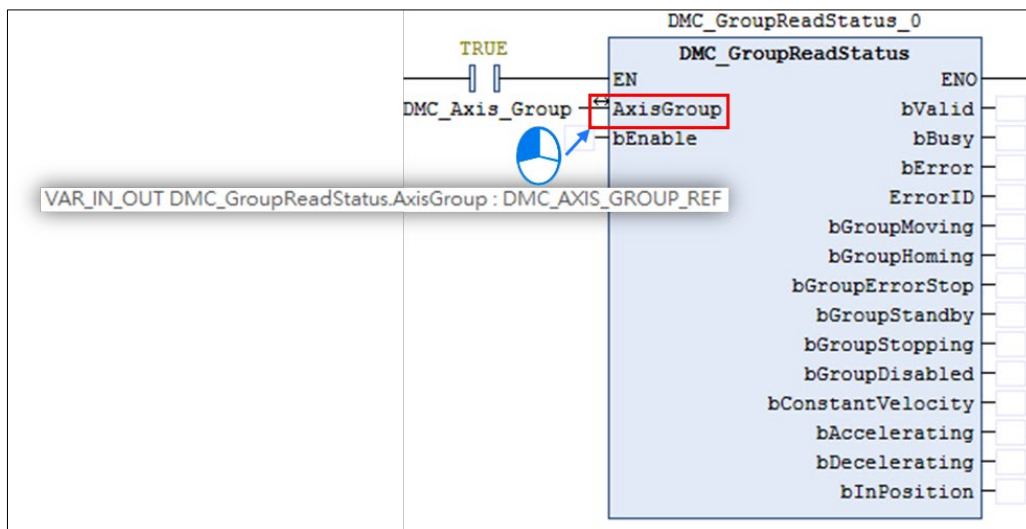 DMC_GroupReadStatus_0
TRUE
DMC_GroupReadStatus
EN ENO
DMC_Axis_Group AxisGroup bValid
bEnable bBusy
bError
VAR_IN_OUT DMC_GroupReadStatus.AxisGroup : DMC_AXIS_GROUP_REF ErrorID
bGroupMoving
bGroupHoming
bGroupErrorStop
bGroupStandby
bGroupStopping
bGroupDisabled
bConstantVelocity
bAccelerating
bDecelerating
bInPosition